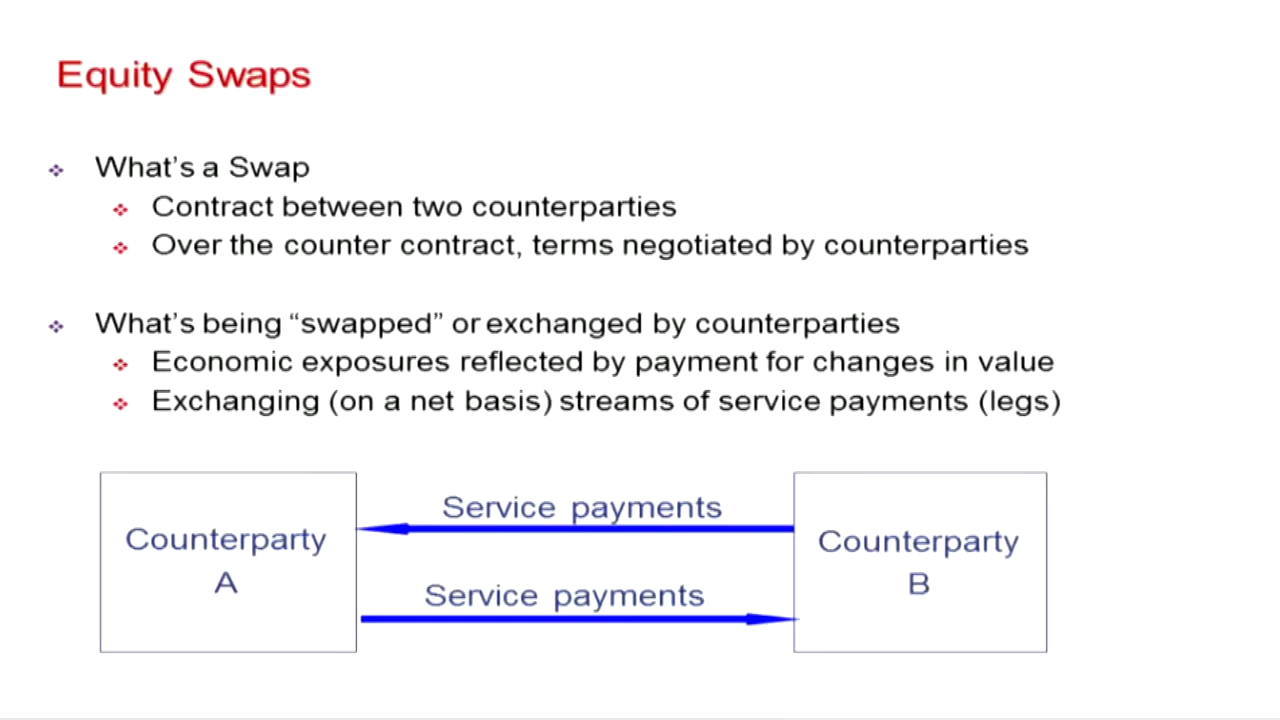 Equity Swaps
What's a Swap
Contract between two counterparties
Over the counter contract, terms negotiated by counterparties
What's being “swapped” or exchanged by counterparties
Economic exposures reflected by payment for changes in value
Exchanging (on a net basis) streams of service payments (legs)
Service payments
Counterparty
A
Counterparty
B
Service payments